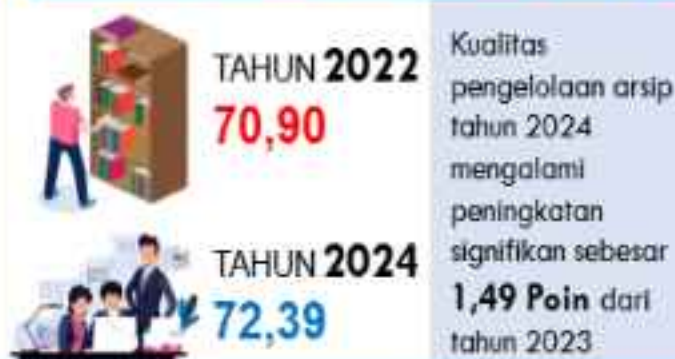 TAHUN 2022
70,90
TAHUN 2024
72,39
Kualitas
pengelolaan arsip
tahun 2024
mengalami
peningkatan
signifikan sebesar
1,49 Poin dari
tahun 2023